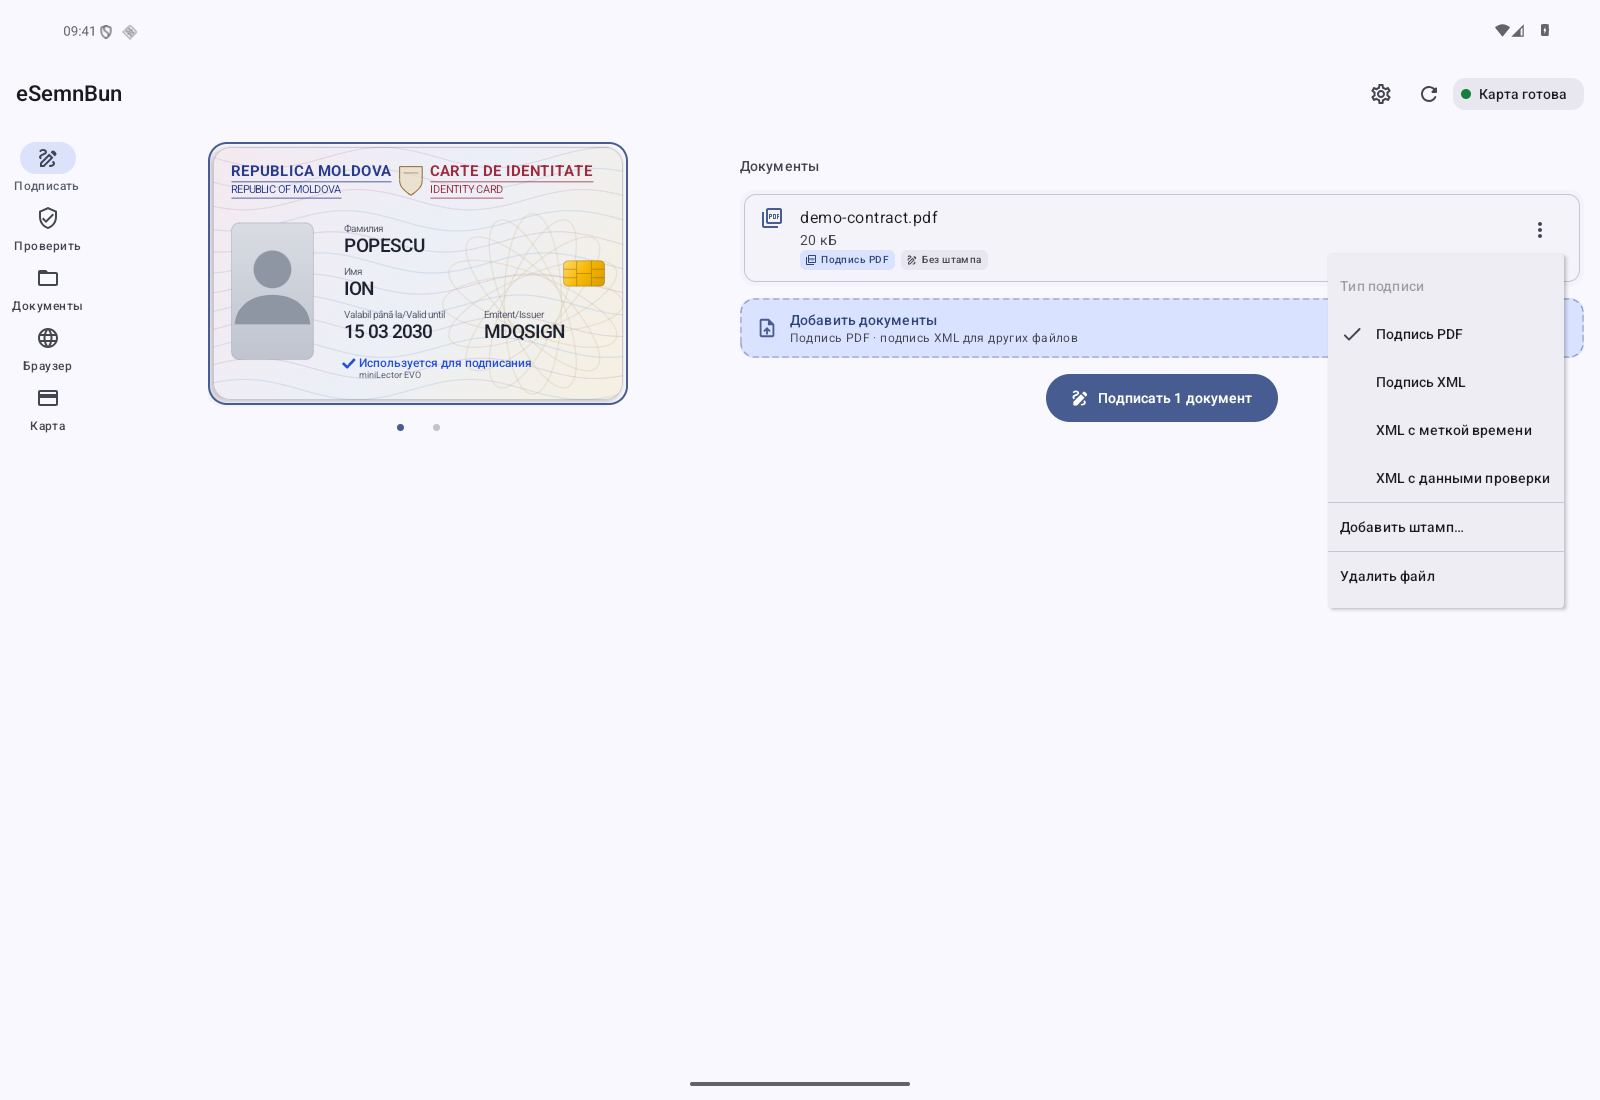 09:41
eSemnBun
Карта готова
Подписать
Проверить
Документы
Браузер
Карта
REPUBLICA MOLDOVA
REPUBLIC OF MOLDOVA
CARTE DE IDENTITATE
IDENTITY CARD
Фамилия
POPESCU
Имя
ION
Valabil până la/Valid until
15 03 2030
Emitent/Issuer
MDQSIGN
Используется для подписания
miniLector EVO
Документы
demo-contract.pdf
20 кБ
PDF
Подпись PDF
Без штампа
Добавить документы
Подпись PDF · подпись XML для других файлов
Подписать 1 документ
Тип подписи
Подпись PDF
Подпись XML
XML с меткой времени
XML с данными проверки
Добавить штамп…
Удалить файл